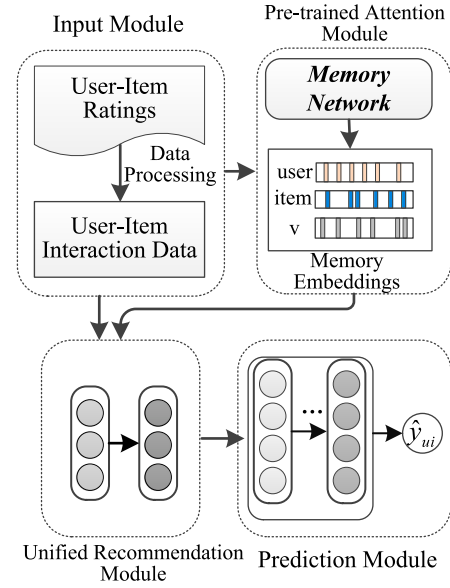 Input Module
User-Item
Ratings
Data
Processing
User-Item
Interaction Data
Pre-trained Attention
Module
Memory
Network
user
item
v
Memory
Embeddings
Unified Recommendation
Module
...
ŷui
Prediction Module